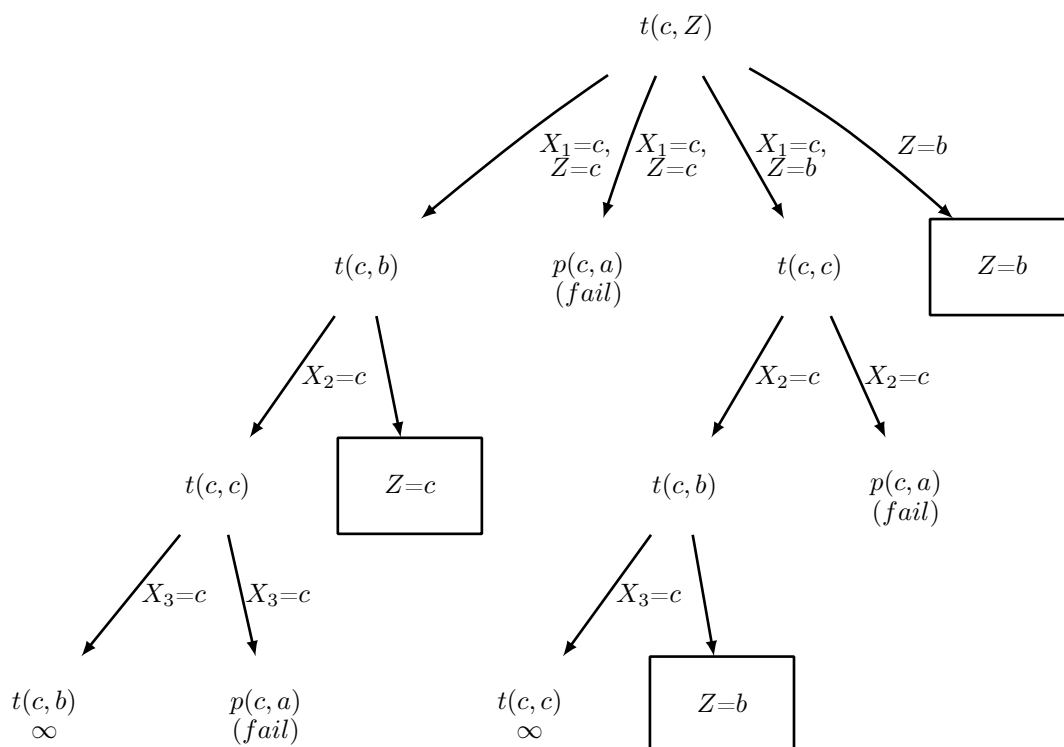 t(c, Z)
X₁=c,
Z=c
X₁=c,
Z=c
X₁=c,
Z=b
Z=b
t(c, b)
p(c, a)
(fail)
t(c, c)
Z=b
X₂=c
X₂=c
X₂=c
t(c, c)
Z=c
t(c, b)
p(c, a)
(fail)
X₃=c
X₃=c
X₃=c
t(c, b)
∞
p(c, a)
(fail)
t(c, c)
∞
Z=b